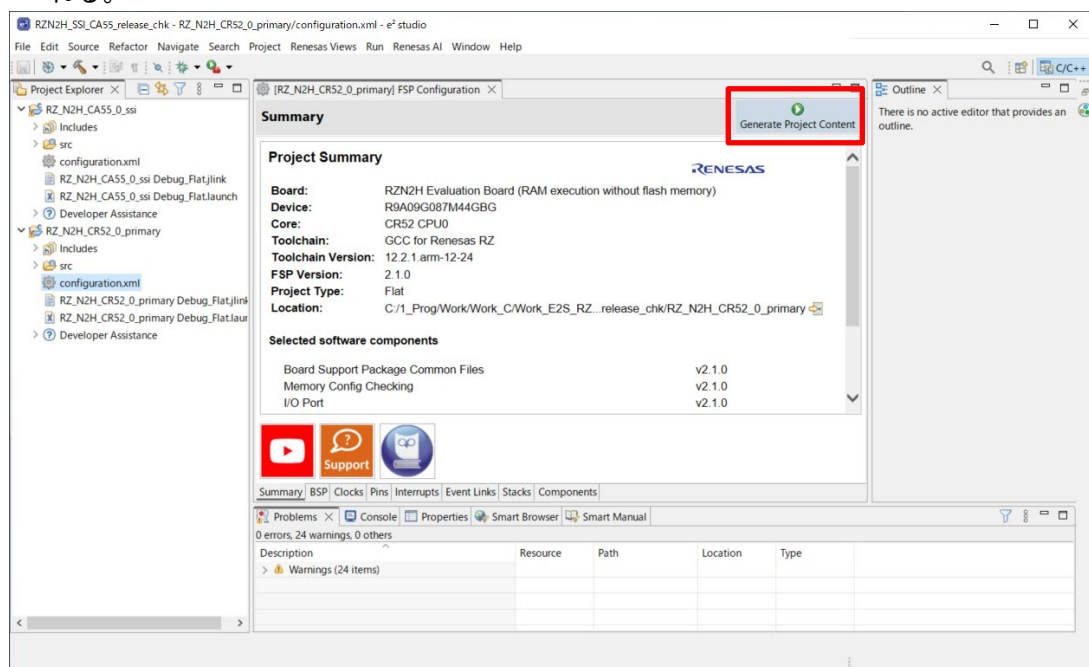 RZN2H_SSI_CA55_release_chk - RZ_N2H_CR52_0_primary/configuration.xml - e² studio
File Edit Source Refactor Navigate Search Project Renesas Views Run Renesas AI Window Help
C/C++
Project Explorer
RZ_N2H_CA55_0_ssi
Includes
src
configuration.xml
RZ_N2H_CA55_0_ssi Debug_Flat.jlink
RZ_N2H_CA55_0_ssi Debug_Flat.launch
Developer Assistance
RZ_N2H_CR52_0_primary
Includes
src
configuration.xml
RZ_N2H_CR52_0_primary Debug_Flat.jlink
RZ_N2H_CR52_0_primary Debug_Flat.laur
Developer Assistance
[RZ_N2H_CR52_0_primary] FSP Configuration
Summary
Generate Project Content
Project Summary
RENESAS
Board: RZN2H Evaluation Board (RAM execution without flash memory)
Device: R9A09G087M44GBG
Core: CR52 CPU0
Toolchain: GCC for Renesas RZ
Toolchain Version: 12.2.1.arm-12-24
FSP Version: 2.1.0
Project Type: Flat
Location: C:/1_Prog/Work/Work_C/Work_E2S_RZ...release_chk/RZ_N2H_CR52_0_primary
Selected software components
Board Support Package Common Files v2.1.0
Memory Config Checking v2.1.0
I/O Port v2.1.0
Support
Summary BSP Clocks Pins Interrupts Event Links Stacks Components
Outline
There is no active editor that provides an
outline.
Problems Console Properties Smart Browser Smart Manual
0 errors, 24 warnings, 0 others
Description Resource Path Location Type
Warnings (24 items)